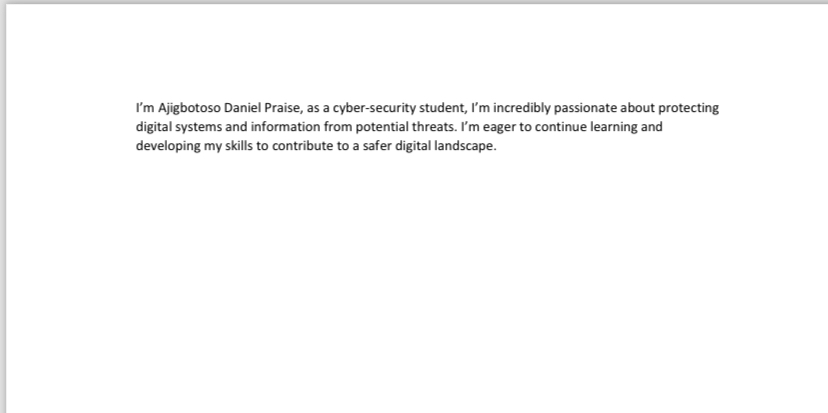 I’m Ajigbotoso Daniel Praise, as a cyber-security student, I’m incredibly passionate about protecting
digital systems and information from potential threats. I’m eager to continue learning and
developing my skills to contribute to a safer digital landscape.